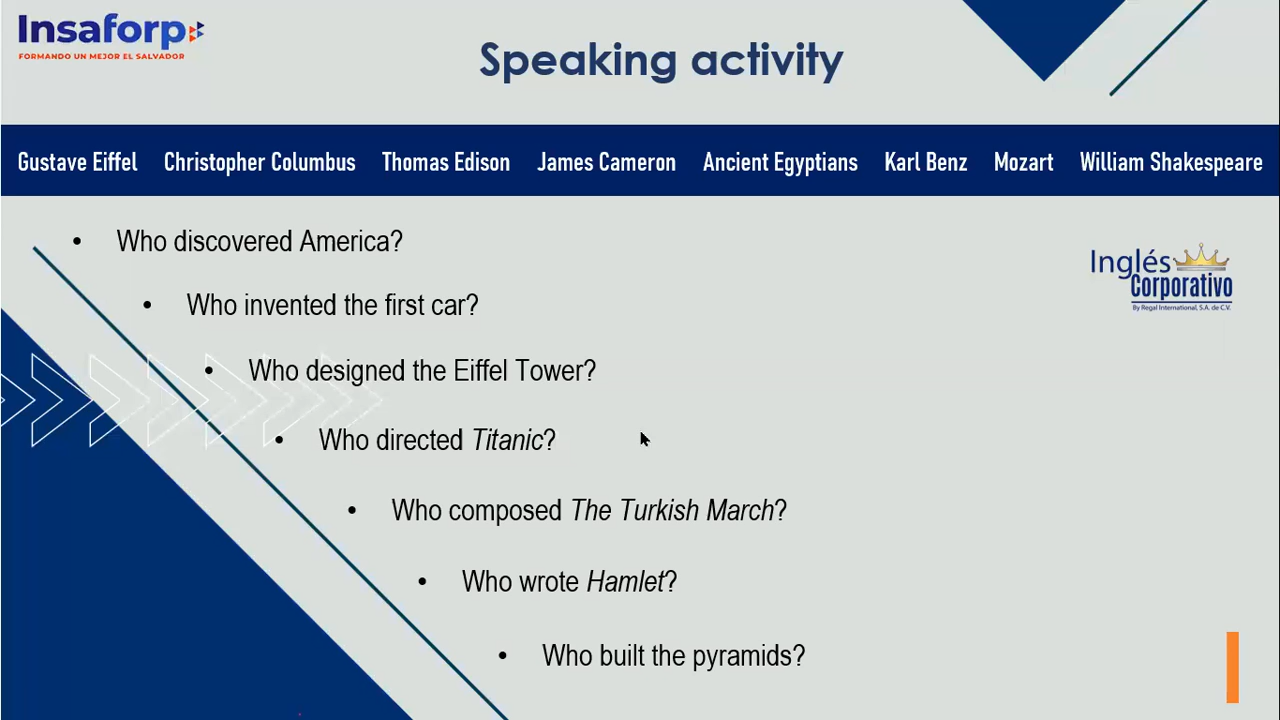 Insaforp
FORMANDO UN MEJOR EL SALVADOR
Speaking activity
Gustave Eiffel Christopher Columbus Thomas Edison James Cameron Ancient Egyptians Karl Benz Mozart William Shakespeare
• Who discovered America?
Inglés
Corporativo
By Regal International, S.A. de C.V.
• Who invented the first car?
• Who designed the Eiffel Tower?
• Who directed Titanic?
• Who composed The Turkish March?
• Who wrote Hamlet?
• Who built the pyramids?